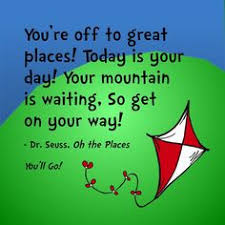 You're off to great
places! Today is your
day! Your mountain
is waiting, So get
on your way!
- Dr. Seuss, Oh the Places
You'll Go!